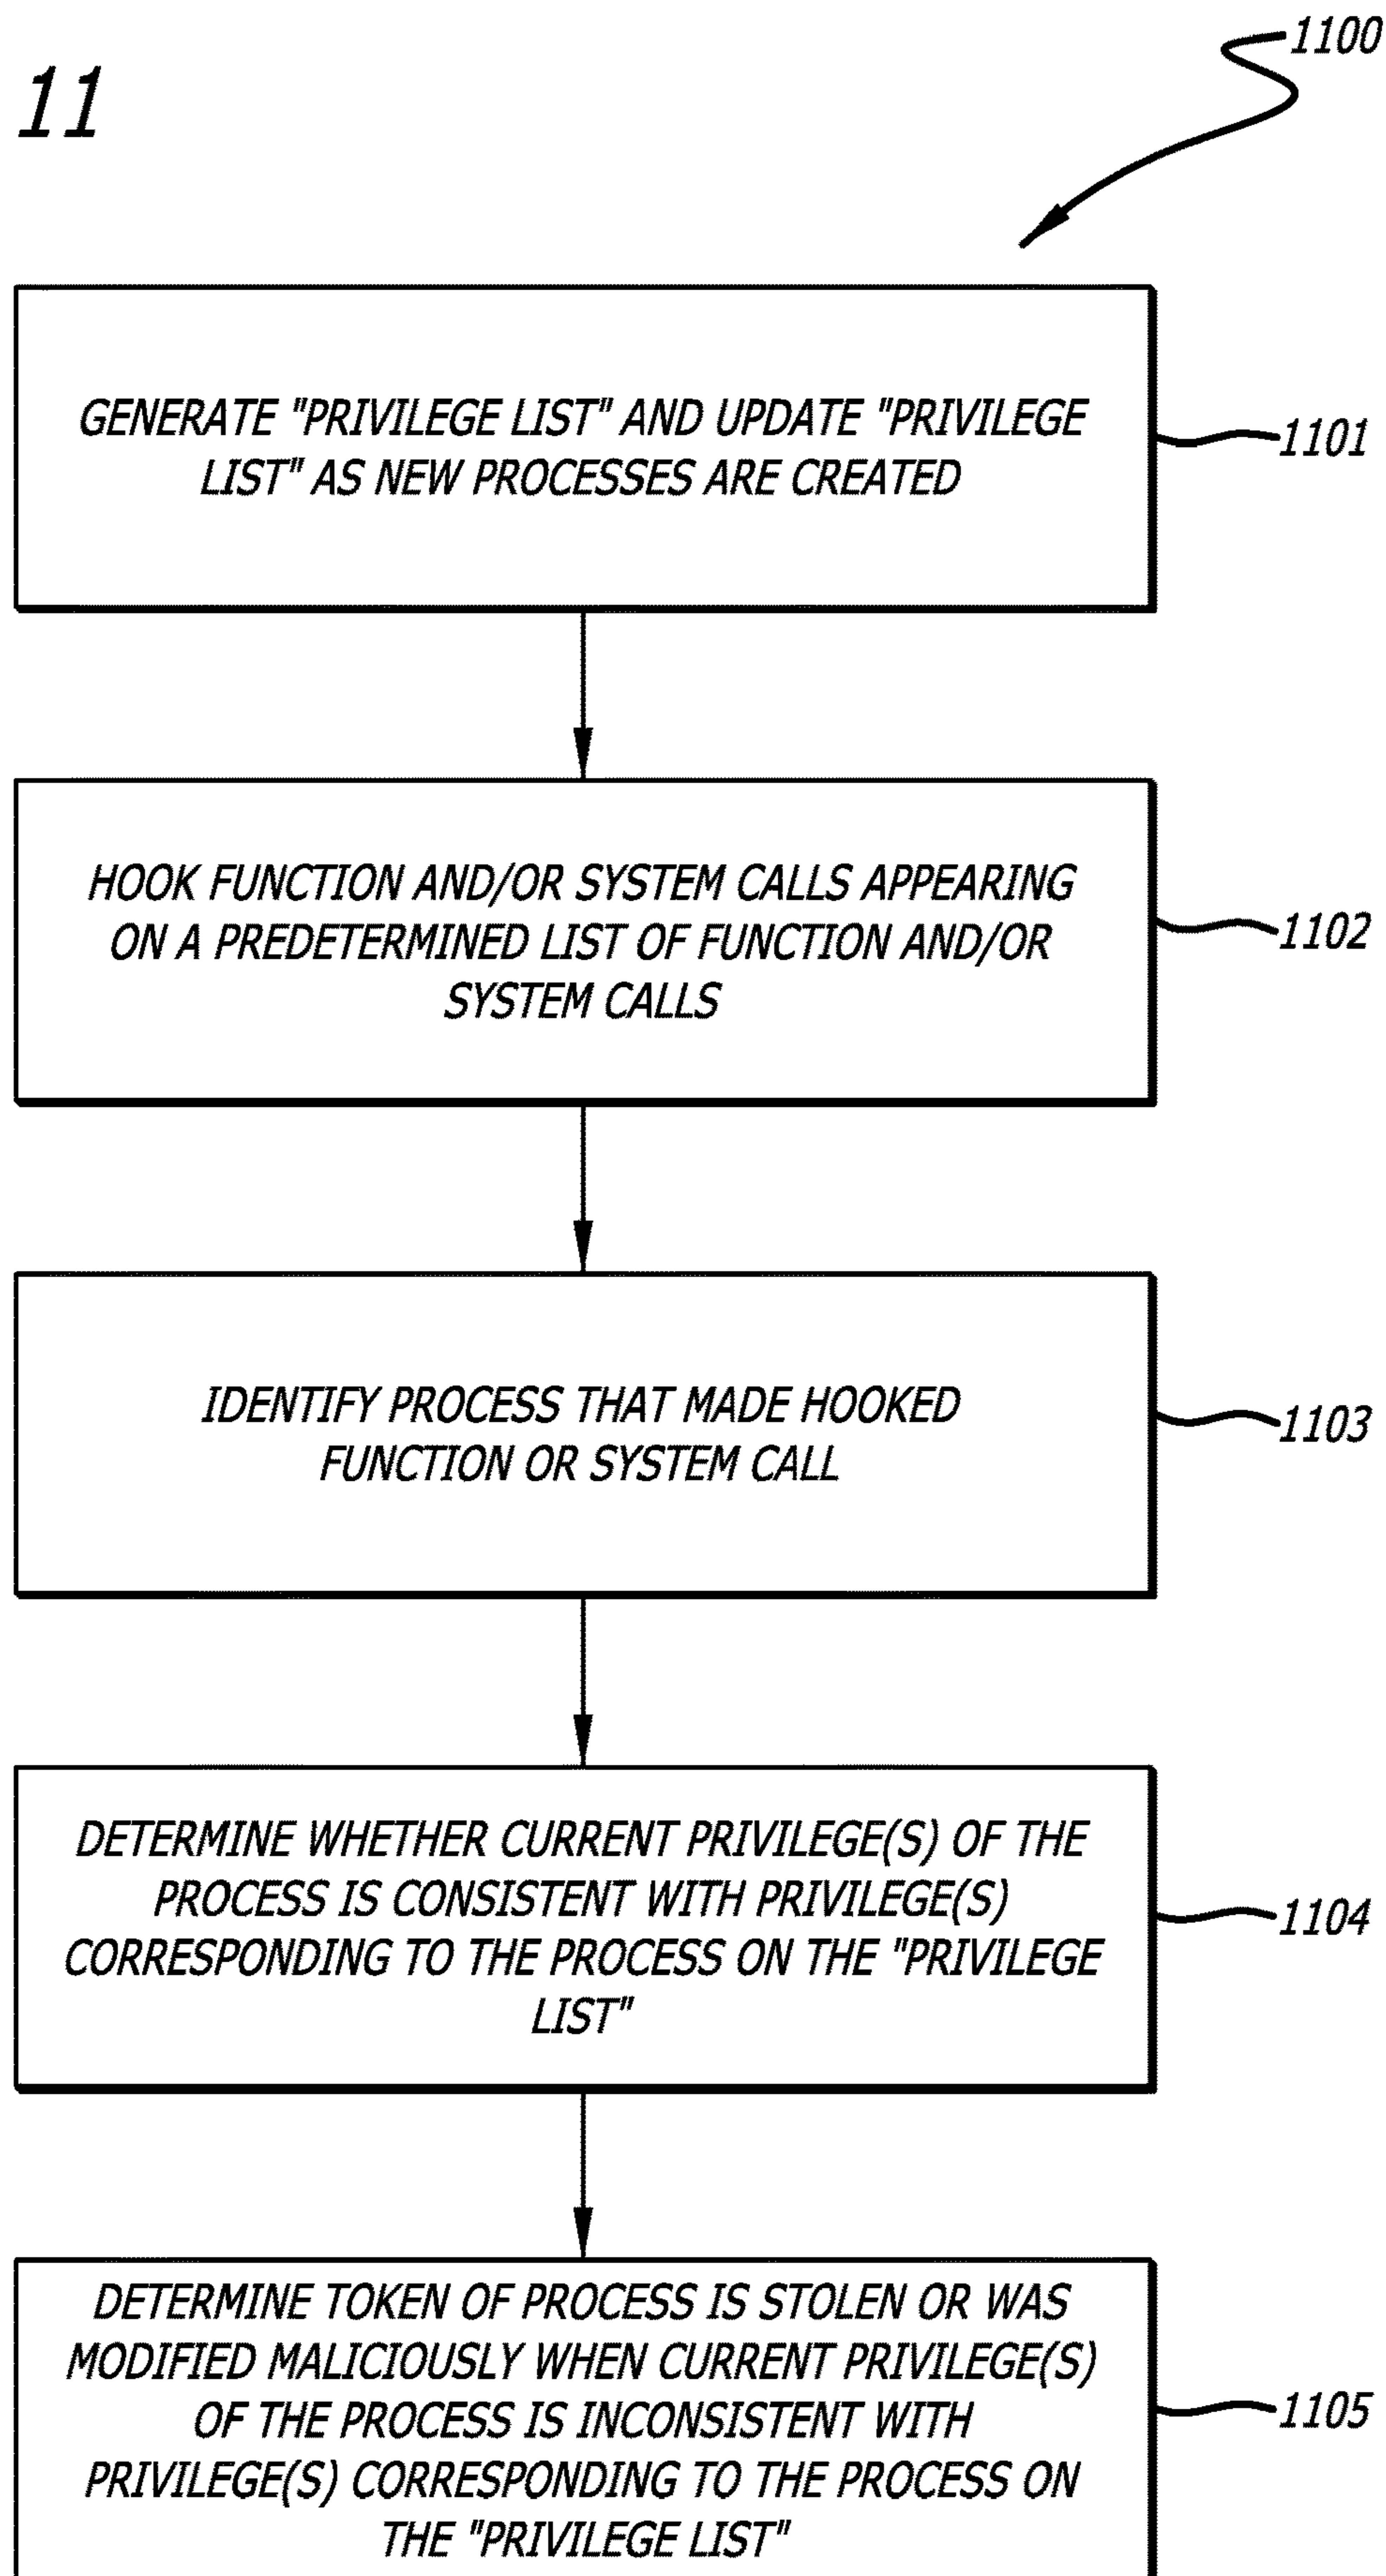 1100
11
GENERATE "PRIVILEGE LIST" AND UPDATE "PRIVILEGE
LIST" AS NEW PROCESSES ARE CREATED
1101
HOOK FUNCTION AND/OR SYSTEM CALLS APPEARING
ON A PREDETERMINED LIST OF FUNCTION AND/OR
SYSTEM CALLS
1102
IDENTIFY PROCESS THAT MADE HOOKED
FUNCTION OR SYSTEM CALL
1103
DETERMINE WHETHER CURRENT PRIVILEGE(S) OF THE
PROCESS IS CONSISTENT WITH PRIVILEGE(S)
CORRESPONDING TO THE PROCESS ON THE "PRIVILEGE
LIST"
1104
DETERMINE TOKEN OF PROCESS IS STOLEN OR WAS
MODIFIED MALICIOUSLY WHEN CURRENT PRIVILEGE(S)
OF THE PROCESS IS INCONSISTENT WITH
PRIVILEGE(S) CORRESPONDING TO THE PROCESS ON
THE "PRIVILEGE LIST"
1105